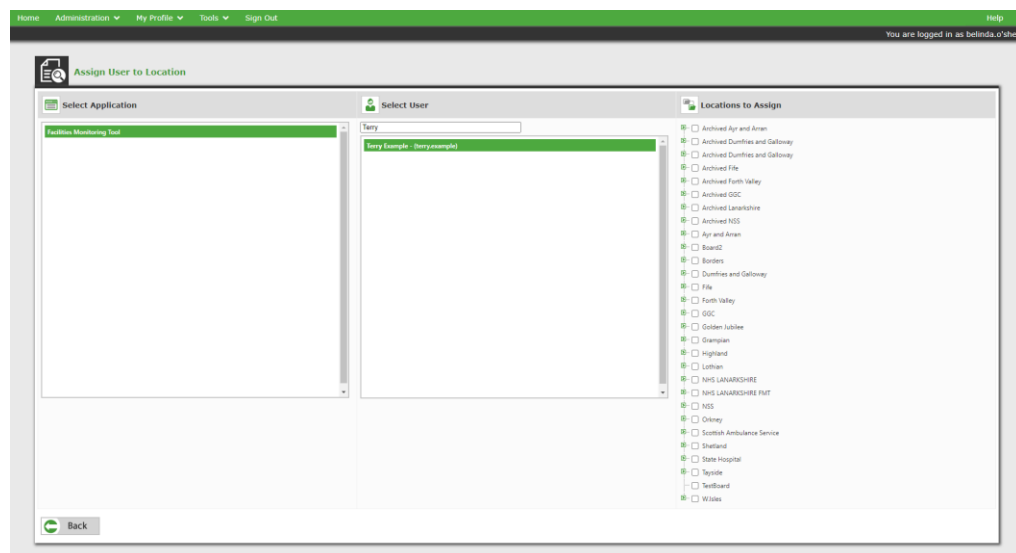 Home Administration My Profile Tools Sign Out Help
You are logged in as belinda.o'she
Assign User to Location
Select Application
Facilities Monitoring Tool
Select User
Terry
Terry Example - (terry.example)
Locations to Assign
Archived Ayr and Arran
Archived Dumfries and Galloway
Archived Dumfries and Galloway
Archived Fife
Archived Forth Valley
Archived GGC
Archived Lanarkshire
Archived NSS
Ayr and Arran
Board2
Borders
Dumfries and Galloway
Fife
Forth Valley
GGC
Golden Jubilee
Grampian
Highland
Lothian
NHS LANARKSHIRE
NHS LANARKSHIRE FMT
NSS
Orkney
Scottish Ambulance Service
Shetland
State Hospital
Tayside
TestBoard
W.Isles
Back